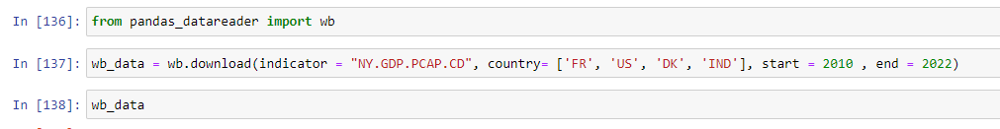 In [136]: from pandas_datareader import wb
In [137]: wb_data = wb.download(indicator = "NY.GDP.PCAP.CD", country= ['FR', 'US', 'DK', 'IND'], start = 2010 , end = 2022)
In [138]: wb_data